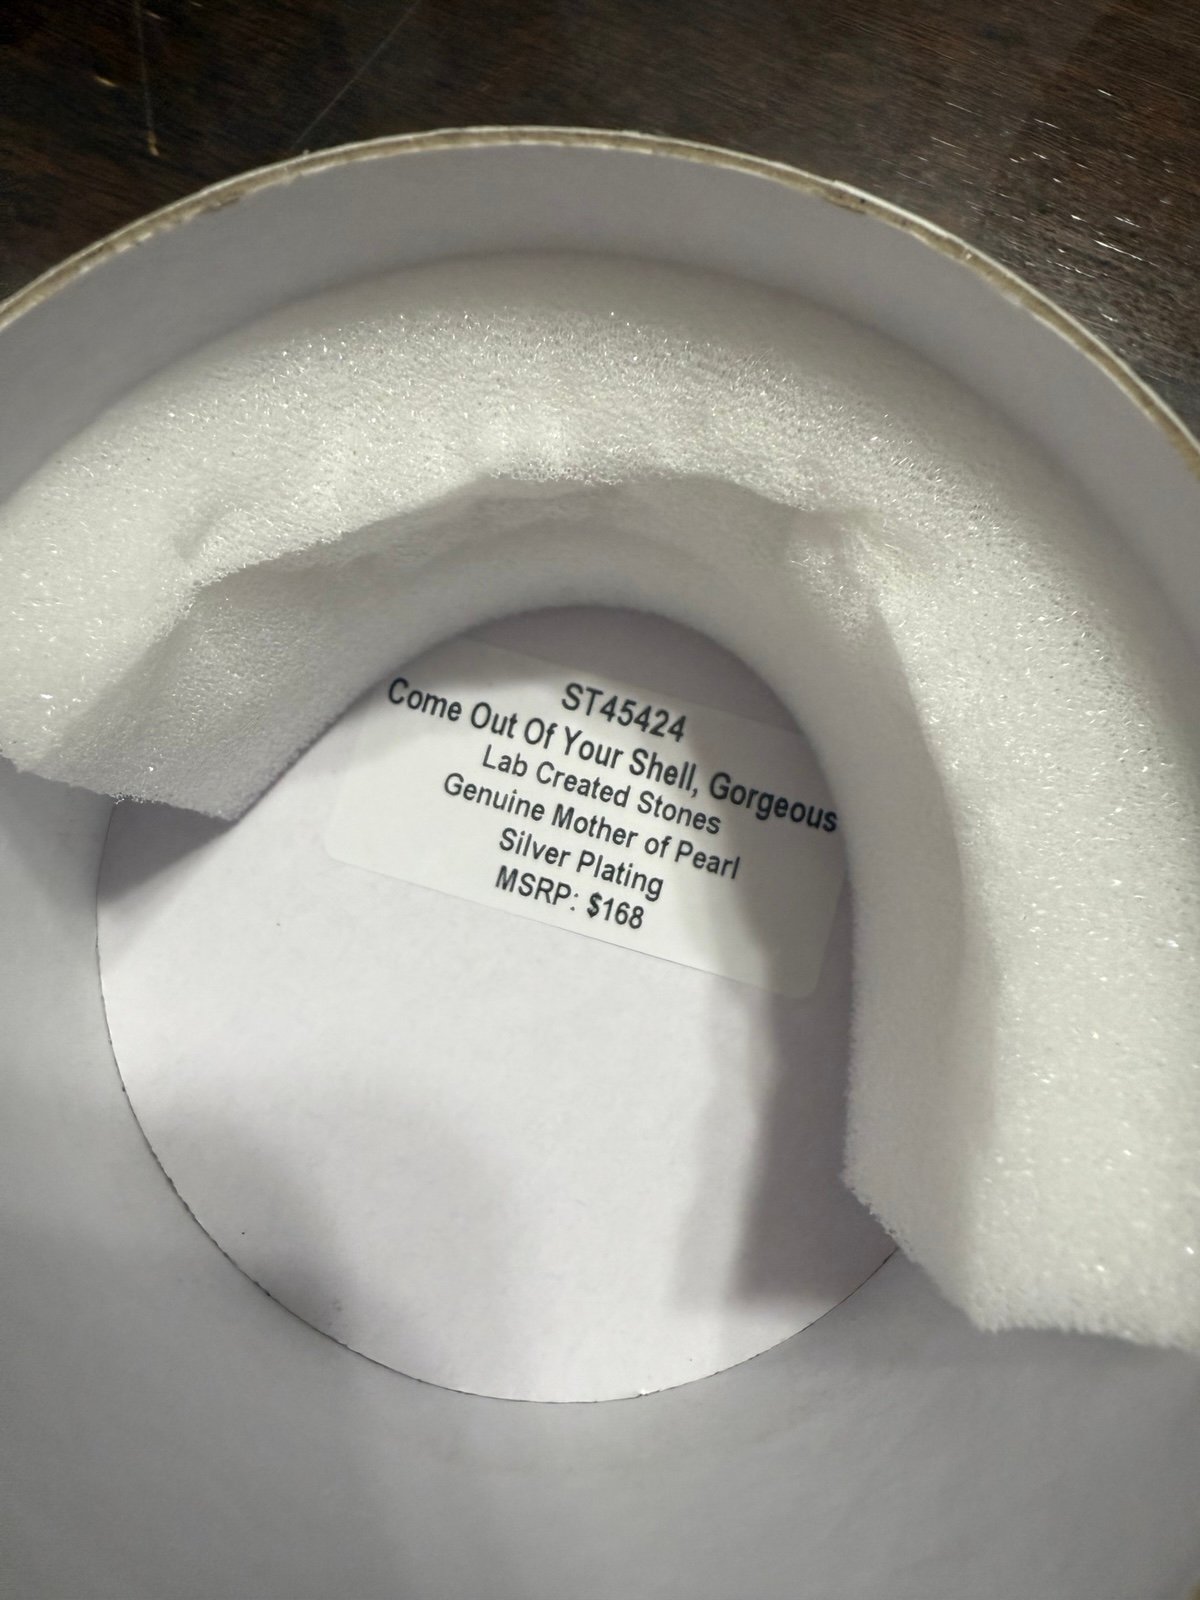 ST45424
Come Out Of Your Shell, Gorgeous
Lab Created Stones
Genuine Mother of Pearl
Silver Plating
MSRP: $168